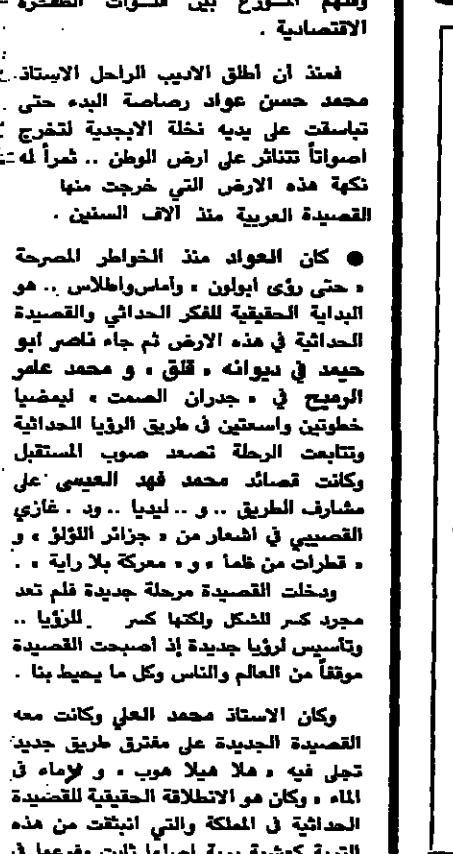 الاقتصادية .
فمنذ أن أطلق الاديب الراحل الاستاذ
محمد حسن عواد رصاصة البدء حتى
تباسقت على يديه نخلة الابجدية لتخرج
اصواتاً تتناثر على ارض الوطن .. ثمراً له
نكهة هذه الارض التي خرجت منها
القصيدة العربية منذ آلاف السنين .
● كان العواد منذ الخواطر المصرحة
« حتى رؤى ابولون » وأماس وأطلاس .. هو
البداية الحقيقية للفكر الحداثي والقصيدة
الحداثية في هذه الارض ثم جاء ناصر ابو
حيمد في ديوانه « قلق » و محمد عامر
الرميح في « جدران الصمت » ليمضيا
خطوتين واسعتين في طريق الرؤيا الحداثية
وتتابعت الرحلة تصعد صوب المستقبل
وكانت قصائد محمد فهد العيسى على
مشارف الطريق .. و .. ليديا .. ود . غازي
القصيبي في اشعار من « جزائر اللؤلؤ » و
« قطرات من ظمأ » و « معركة بلا راية » .
ودخلت القصيدة مرحلة جديدة فلم تعد
مجرد كسر للشكل ولكنها كسر للرؤيا ..
وتأسيس لرؤيا جديدة إذ أصبحت القصيدة
موقفاً من العالم والناس وكل ما يحيط بنا .
وكان الاستاذ محمد العلي وكانت معه
القصيدة الجديدة على مفترق طريق جديد
تجلى فيه « هلا هيلا هوب » و لاماء في
الماء » وكان هو الانطلاقة الحقيقية للقصيدة
الحداثية في المملكة والتي انبثقت من هذه